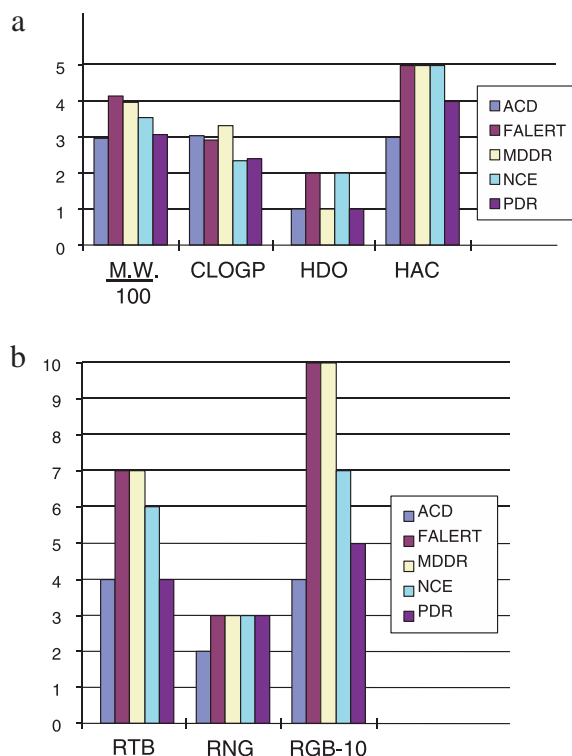 a
5
4
3
2
1
0
ACD
FALERT
MDDR
NCE
PDR
M.W.
100
CLOGP
HDO
HAC
b
10
9
8
7
6
5
4
3
2
1
0
ACD
FALERT
MDDR
NCE
PDR
RTB
RNG
RGB-10